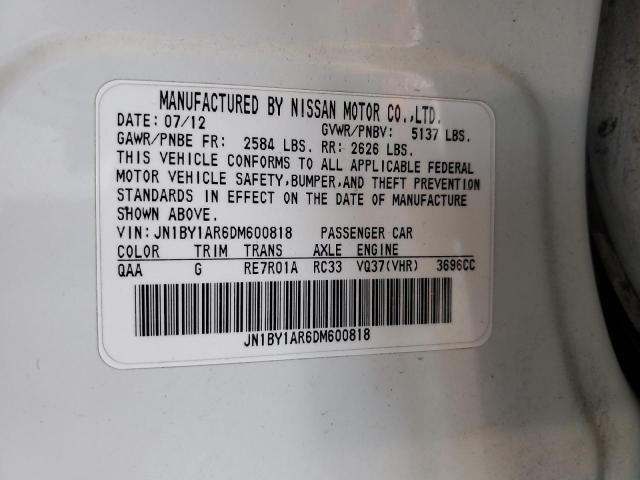 MANUFACTURED BY NISSAN MOTOR CO.,LTD.
DATE: 07/12 GVWR/PNBV: 5137 LBS.
GAWR/PNBE FR: 2584 LBS. RR: 2626 LBS.
THIS VEHICLE CONFORMS TO ALL APPLICABLE FEDERAL
MOTOR VEHICLE SAFETY,BUMPER,AND THEFT PREVENTION
STANDARDS IN EFFECT ON THE DATE OF MANUFACTURE
SHOWN ABOVE.
VIN:JN1BY1AR6DM600818 PASSENGER CAR
COLOR TRIM TRANS AXLE ENGINE
QAA G RE7R01A RC33 VQ37(VHR) 3696CC
JN1BY1AR6DM600818